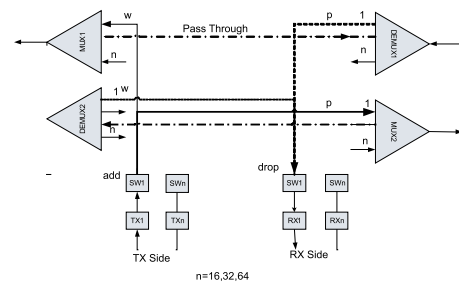 w
Pass Through
p
1
MUX1
DEMUX1
n
n
1
w
p
1
DEMUX2
n
n
MUX2
add
drop
SW1
SWn
SW1
SWn
TX1
TXn
RX1
RXn
TX Side
RX Side
n=16,32,64